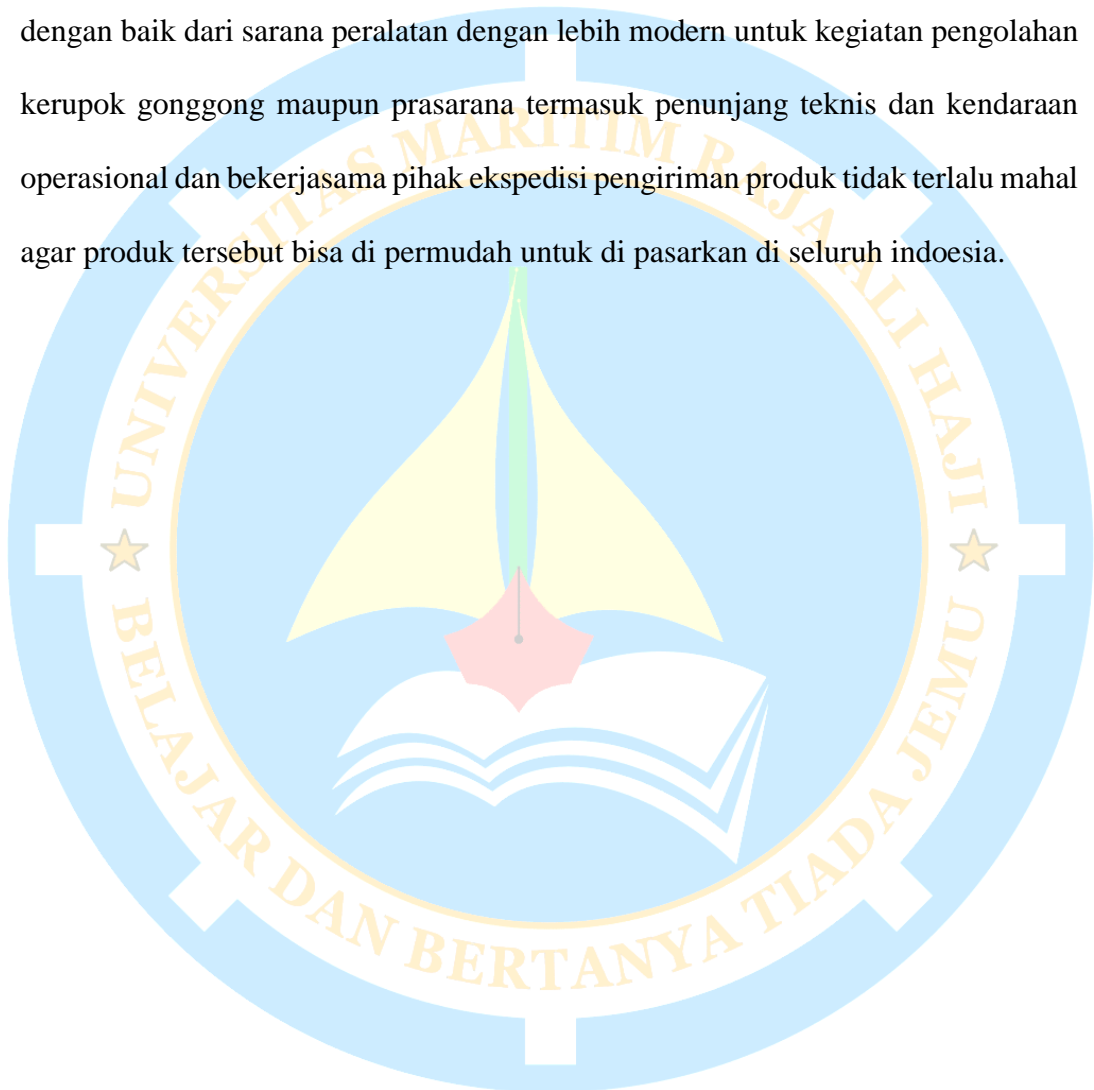 dengan baik dari sarana peralatan dengan lebih modern untuk kegiatan pengolahan
kerupok gonggong maupun prasarana termasuk penunjang teknis dan kendaraan
operasional dan bekerjasama pihak ekspedisi pengiriman produk tidak terlalu mahal
agar produk tersebut bisa di permudah untuk di pasarkan di seluruh indoesia.
UNIVERSITAS MARITIM RAJA ALI HAJI
BELAJAR DAN BERTANYA TIADA JEMU